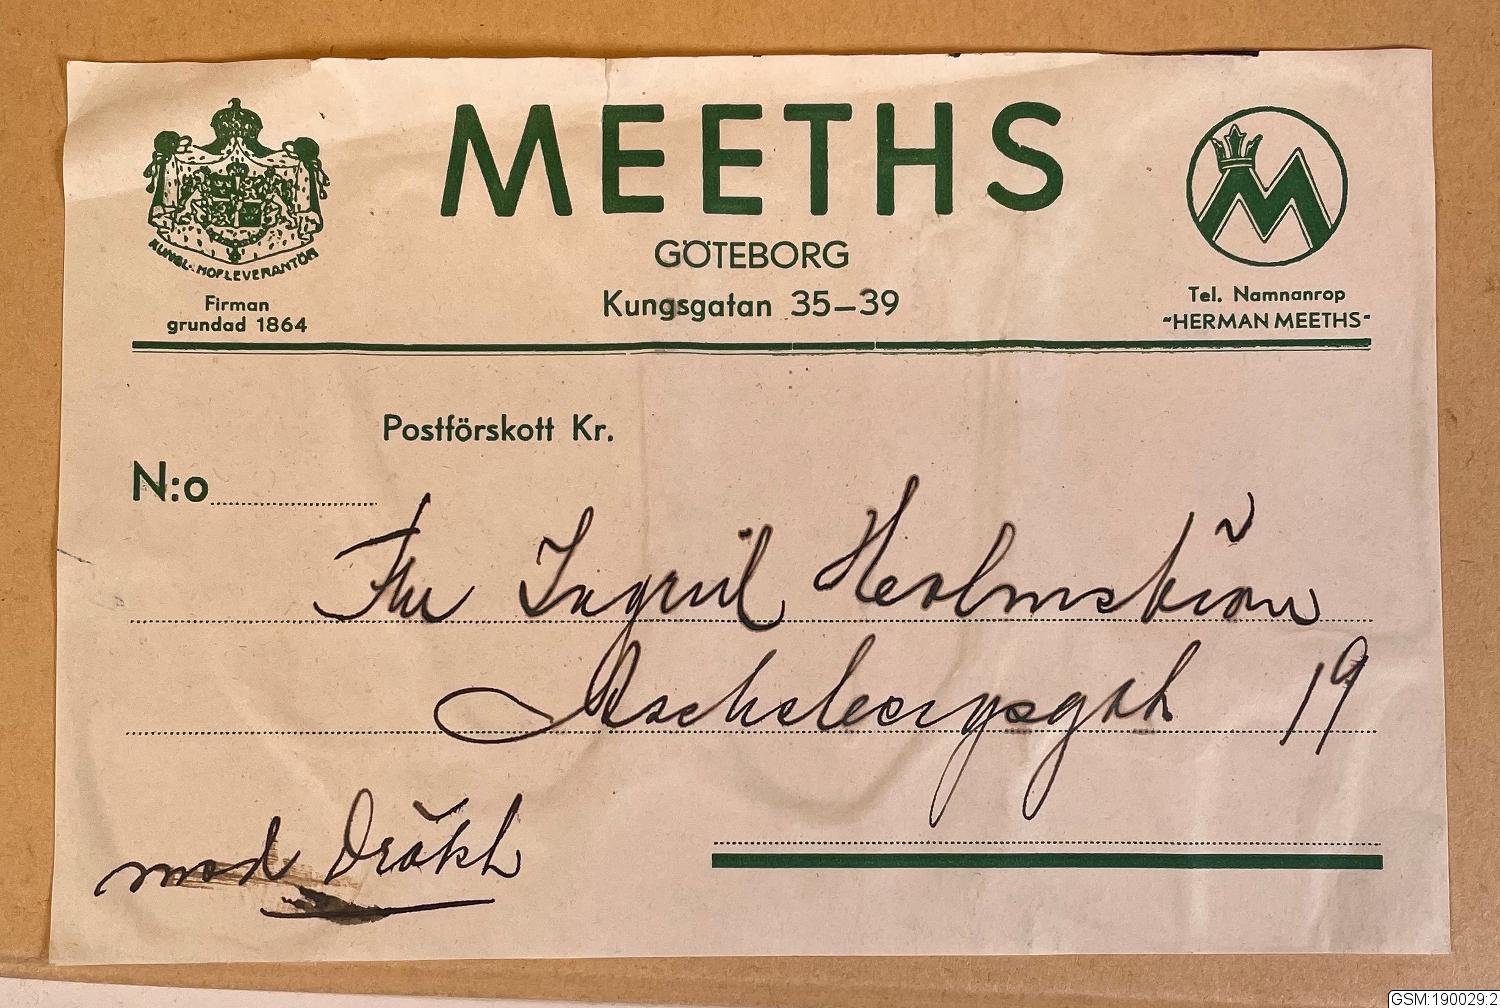 MEETHS
GÖTEBORG
Kungsgatan 35–39
KUNGL. HOFLEVERANTÖR
Firman
grundad 1864
M
Tel. Namnanrop
"HERMAN MEETHS"
Postförskott Kr.
N:o
Fru Ingrid Holmström
Aschebergsgat 19
mod Dräkt
GSM:190029:2